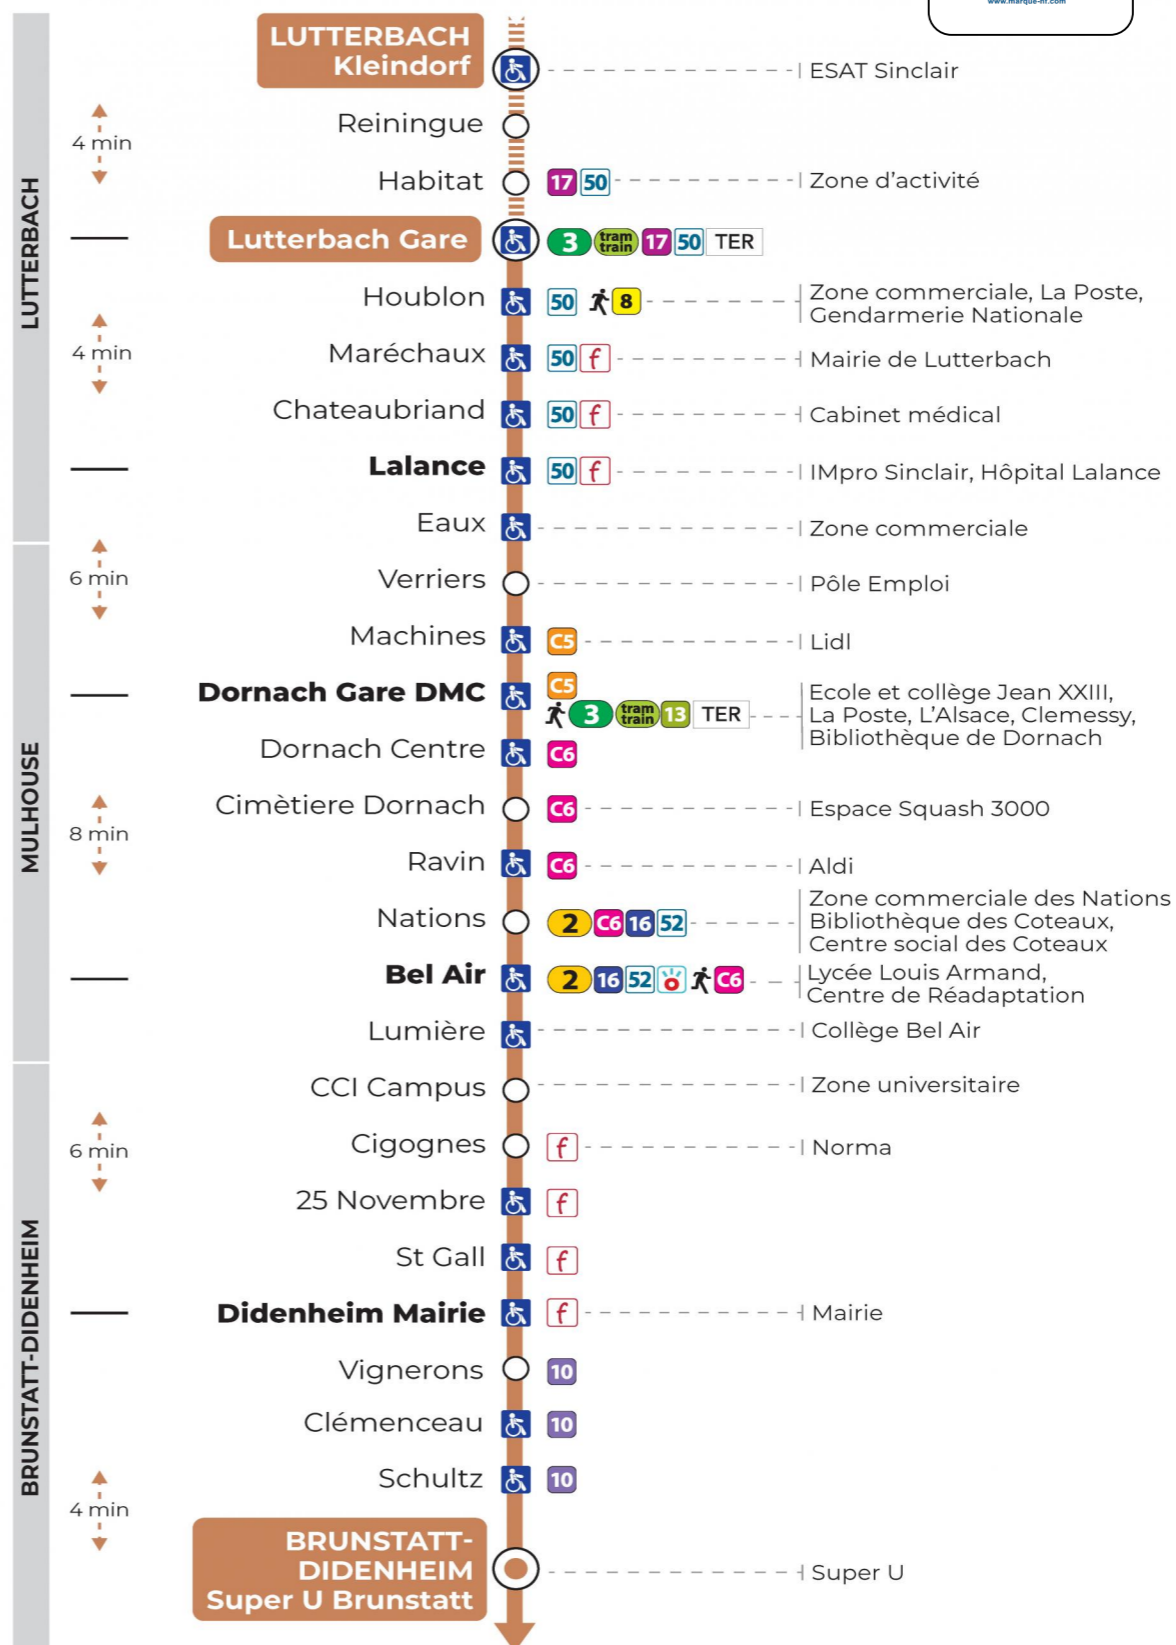 www.marque-nf.com
LUTTERBACH
Kleindorf
ESAT Sinclair
Reiningue
4 min
Habitat
17 50
Zone d'activité
LUTTERBACH
Lutterbach Gare
3 tram train 17 50 TER
Houblon
50 8
Zone commerciale, La Poste,
Gendarmerie Nationale
4 min
Maréchaux
50 f
Mairie de Lutterbach
Chateaubriand
50 f
Cabinet médical
Lalance
50 f
IMpro Sinclair, Hôpital Lalance
Eaux
Zone commerciale
6 min
Verriers
Pôle Emploi
Machines
C5
Lidl
Dornach Gare DMC
C5
3 tram train 13 TER
Ecole et collège Jean XXIII,
La Poste, L'Alsace, Clemessy,
Bibliothèque de Dornach
MULHOUSE
Dornach Centre
C6
Cimètiere Dornach
C6
Espace Squash 3000
8 min
Ravin
C6
Aldi
Nations
2 C6 16 52
Zone commerciale des Nations
Bibliothèque des Coteaux,
Centre social des Coteaux
Bel Air
2 16 52 C6
Lycée Louis Armand,
Centre de Réadaptation
Lumière
Collège Bel Air
CCI Campus
Zone universitaire
6 min
Cigognes
f
Norma
25 Novembre
f
St Gall
f
BRUNSTATT-DIDENHEIM
Didenheim Mairie
f
Mairie
Vignerons
10
Clémenceau
10
Schultz
10
4 min
BRUNSTATT-
DIDENHEIM
Super U Brunstatt
Super U